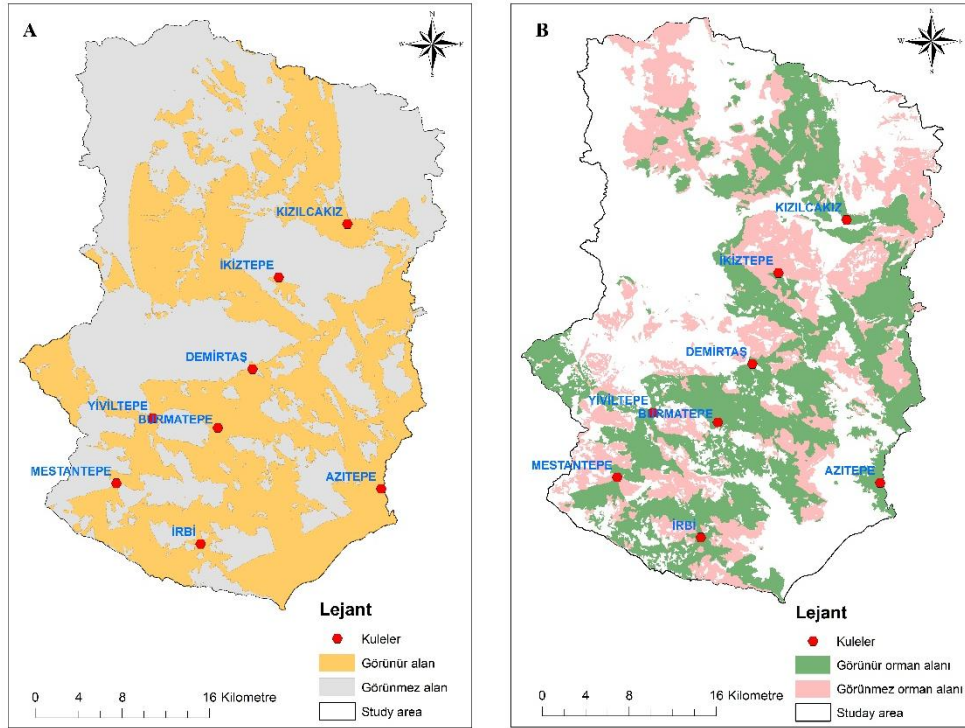 A
N
W
E
S
KIZILCAKIZ
İKİZTEPE
DEMİRTAŞ
YİVİLTEPE
BURMATEPE
MESTANTEPE
AZITEPE
İRBİ
Lejant
Kuleler
Görünür alan
Görünmez alan
Study area
0 4 8 16 Kilometre
B
N
W
E
S
KIZILCAKIZ
İKİZTEPE
DEMİRTAŞ
YİVİLTEPE
BURMATEPE
MESTANTEPE
AZITEPE
İRBİ
Lejant
Kuleler
Görünür orman alanı
Görünmez orman alanı
Studay area
0 4 8 16 Kilometre